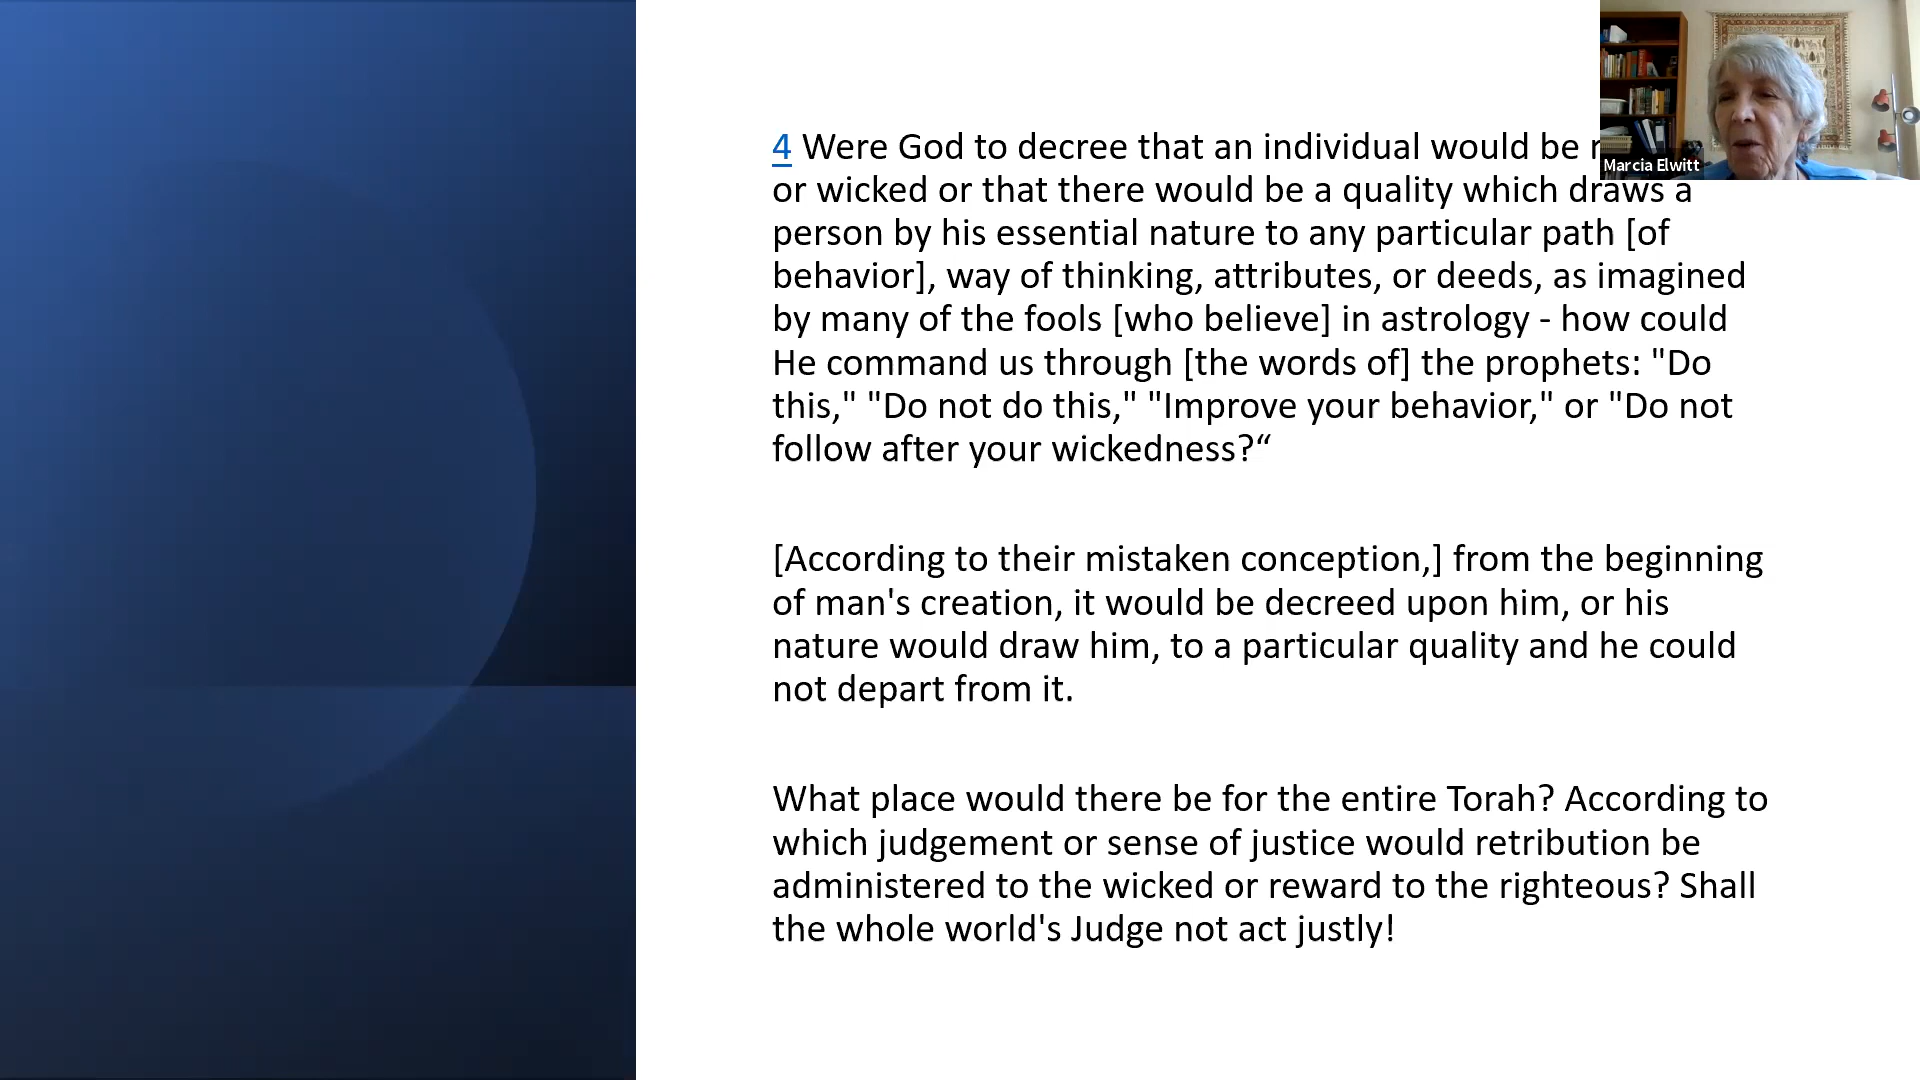 4 Were God to decree that an individual would be
or wicked or that there would be a quality which draws a
person by his essential nature to any particular path [of
behavior], way of thinking, attributes, or deeds, as imagined
by many of the fools [who believe] in astrology - how could
He command us through [the words of] the prophets: "Do
this," "Do not do this," "Improve your behavior," or "Do not
follow after your wickedness?“
[According to their mistaken conception,] from the beginning
of man's creation, it would be decreed upon him, or his
nature would draw him, to a particular quality and he could
not depart from it.
What place would there be for the entire Torah? According to
which judgement or sense of justice would retribution be
administered to the wicked or reward to the righteous? Shall
the whole world's Judge not act justly!
Marcia Elwitt